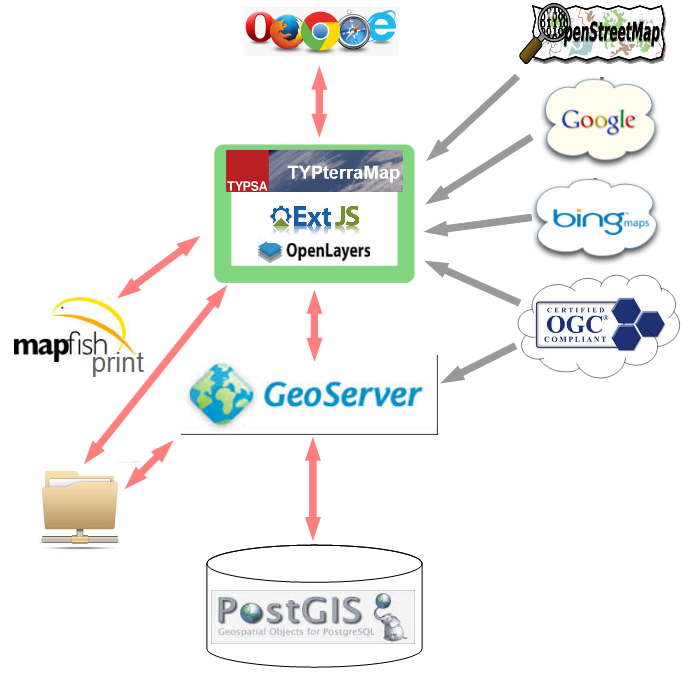 OpenStreetMap
Google
TYPSA
TYPterraMap
Ext JS
OpenLayers
bing™
maps
CERTIFIED
OGC®
COMPLIANT
mapfish
print
GeoServer
PostGIS
Geospatial Objects for PostgreSQL